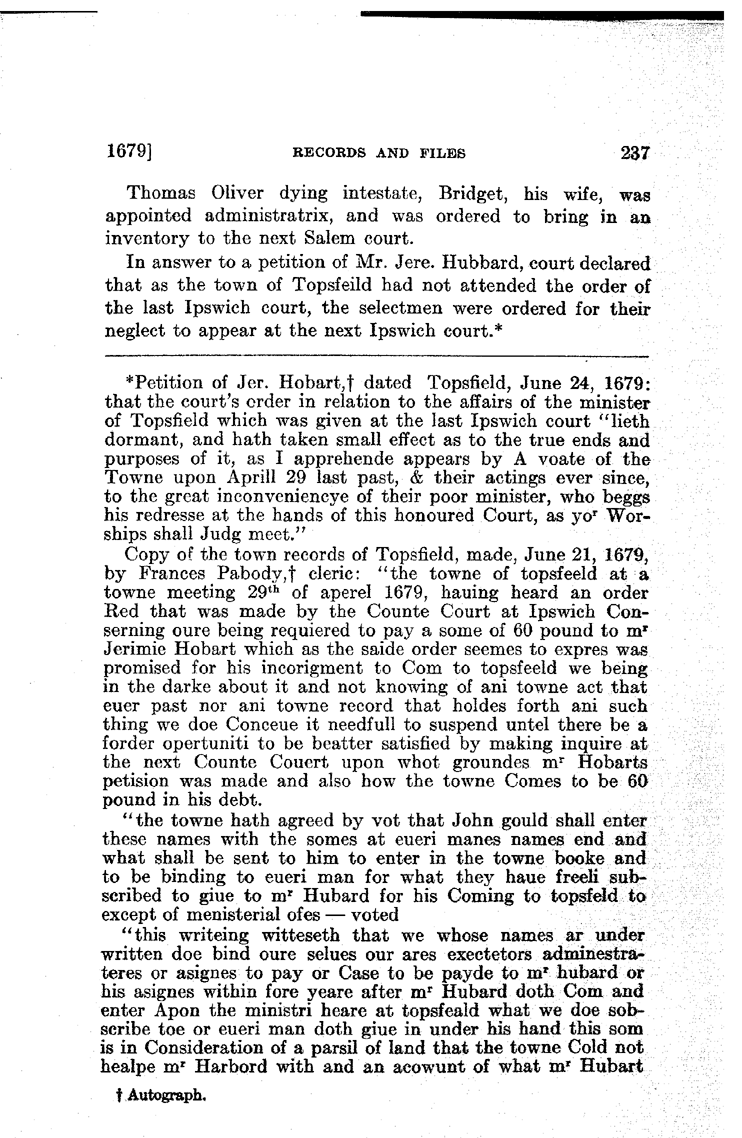 1679] RECORDS AND FILES 237
Thomas Oliver dying intestate, Bridget, his wife, was
appointed administratrix, and was ordered to bring in an
inventory to the next Salem court.
In answer to a petition of Mr. Jere. Hubbard, court declared
that as the town of Topsfeild had not attended the order of
the last Ipswich court, the selectmen were ordered for their
neglect to appear at the next Ipswich court.*
*Petition of Jer. Hobart,† dated Topsfield, June 24, 1679:
that the court's order in relation to the affairs of the minister
of Topsfield which was given at the last Ipswich court "lieth
dormant, and hath taken small effect as to the true ends and
purposes of it, as I apprehende appears by A voate of the
Towne upon Aprill 29 last past, & their actings ever since,
to the great inconveniencye of their poor minister, who beggs
his redresse at the hands of this honoured Court, as yoʳ Wor-
ships shall Judg meet."
Copy of the town records of Topsfield, made, June 21, 1679,
by Frances Pabody,† cleric: "the towne of topsfeeld at a
towne meeting 29ᵗʰ of aperel 1679, hauing heard an order
Red that was made by the Counte Court at Ipswich Con-
serning oure being requiered to pay a some of 60 pound to mʳ
Jerimie Hobart which as the saide order seemes to expres was
promised for his incorigment to Com to topsfeeld we being
in the darke about it and not knowing of ani towne act that
euer past nor ani towne record that holdes forth ani such
thing we doe Conceue it needfull to suspend untel there be a
forder opertuniti to be beatter satisfied by making inquire at
the next Counte Couert upon whot groundes mʳ Hobarts
petision was made and also how the towne Comes to be 60
pound in his debt.
"the towne hath agreed by vot that John gould shall enter
these names with the somes at eueri manes names end and
what shall be sent to him to enter in the towne booke and
to be binding to eueri man for what they haue freeli sub-
scribed to giue to mʳ Hubard for his Coming to topsfeld to
except of menisterial ofes — voted
"this writeing witteseth that we whose names ar under
written doe bind oure selues our ares exectetors adminestra-
teres or asignes to pay or Case to be payde to mʳ hubard or
his asignes within fore yeare after mʳ Hubard doth Com and
enter Apon the ministri heare at topsfeald what we doe sob-
scribe toe or eueri man doth giue in under his hand this som
is in Consideration of a parsil of land that the towne Cold not
healpe mʳ Harbord with and an acowunt of what mʳ Hubart
† Autograph.